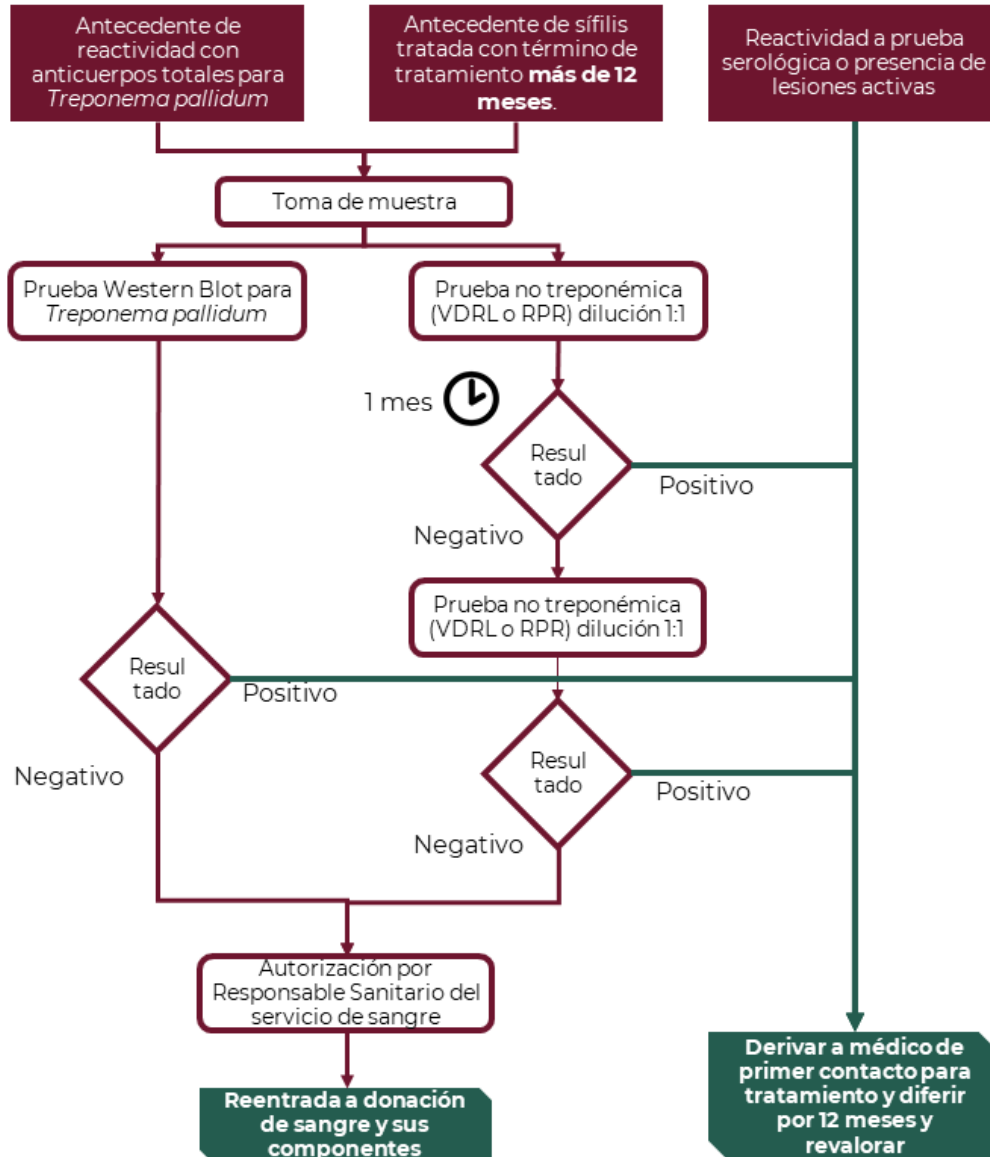 Antecedente de
reactividad con
anticuerpos totales para
Treponema pallidum
Antecedente de sífilis
tratada con término de
tratamiento más de 12
meses.
Reactividad a prueba
serológica o presencia de
lesiones activas
Toma de muestra
Prueba Western Blot para
Treponema pallidum
Prueba no treponémica
(VDRL o RPR) dilución 1:1
1 mes
Resul
tado
Positivo
Negativo
Prueba no treponémica
(VDRL o RPR) dilución 1:1
Resul
tado
Positivo
Negativo
Resul
tado
Positivo
Negativo
Autorización por
Responsable Sanitario del
servicio de sangre
Reentrada a donación
de sangre y sus
componentes
Derivar a médico de
primer contacto para
tratamiento y diferir
por 12 meses y
revalorar